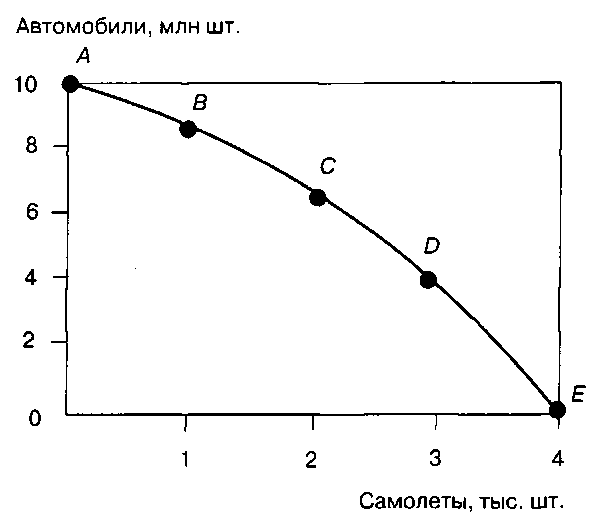 Автомобили, млн шт.
A
10
B
8
C
6
D
4
2
E
0
1 2 3 4
Самолеты, тыс. шт.